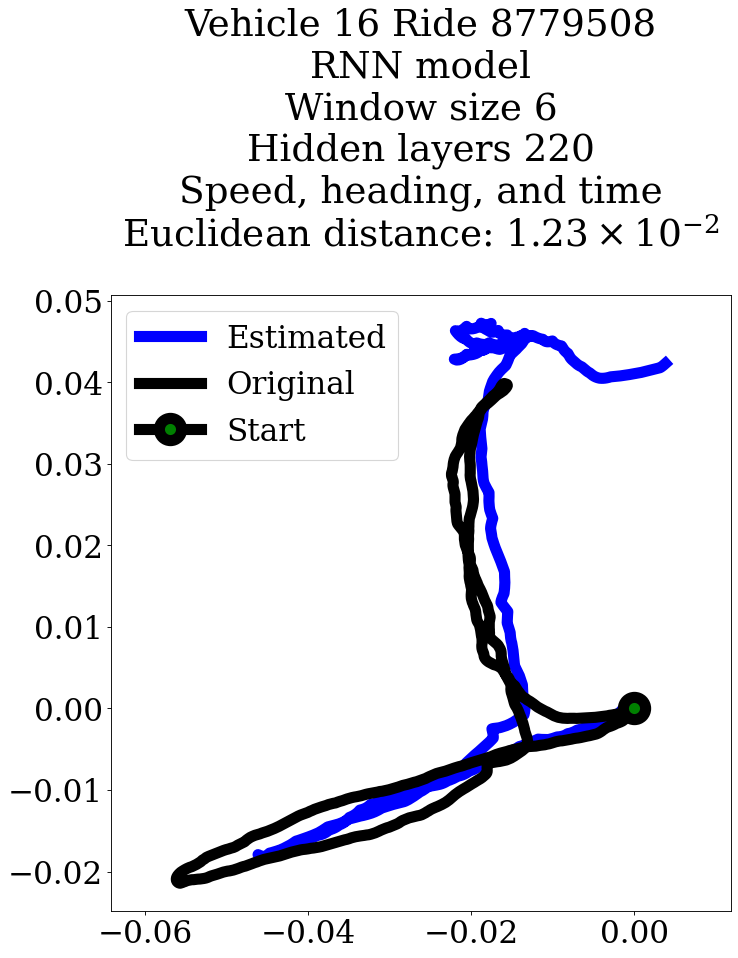 Vehicle 16 Ride 8779508
RNN model
Window size 6
Hidden layers 220
Speed, heading, and time
Euclidean distance: 1.23 × 10⁻²
0.05
0.04
0.03
0.02
0.01
0.00
−0.01
−0.02
Estimated
Original
Start
−0.06 −0.04 −0.02 0.00